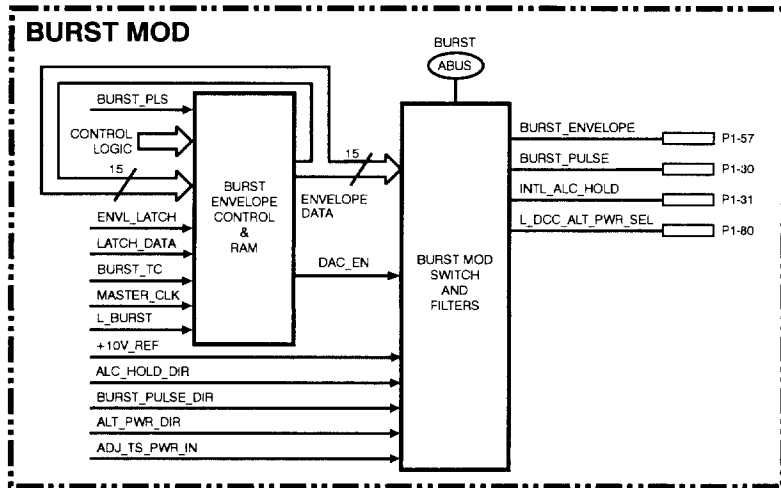 BURST MOD
BURST
ABUS
BURST_PLS
CONTROL
LOGIC
15
BURST
ENVELOPE
CONTROL
&
RAM
15
ENVELOPE
DATA
DAC_EN
ENVL_LATCH
LATCH_DATA
BURST_TC
MASTER_CLK
L_BURST
+10V_REF
ALC_HOLD_DIR
BURST_PULSE_DIR
ALT_PWR_DIR
ADJ_TS_PWR_IN
BURST MOD
SWITCH
AND
FILTERS
BURST_ENVELOPE P1-57
BURST_PULSE P1-30
INTL_ALC_HOLD P1-31
L_DCC_ALT_PWR_SEL P1-80